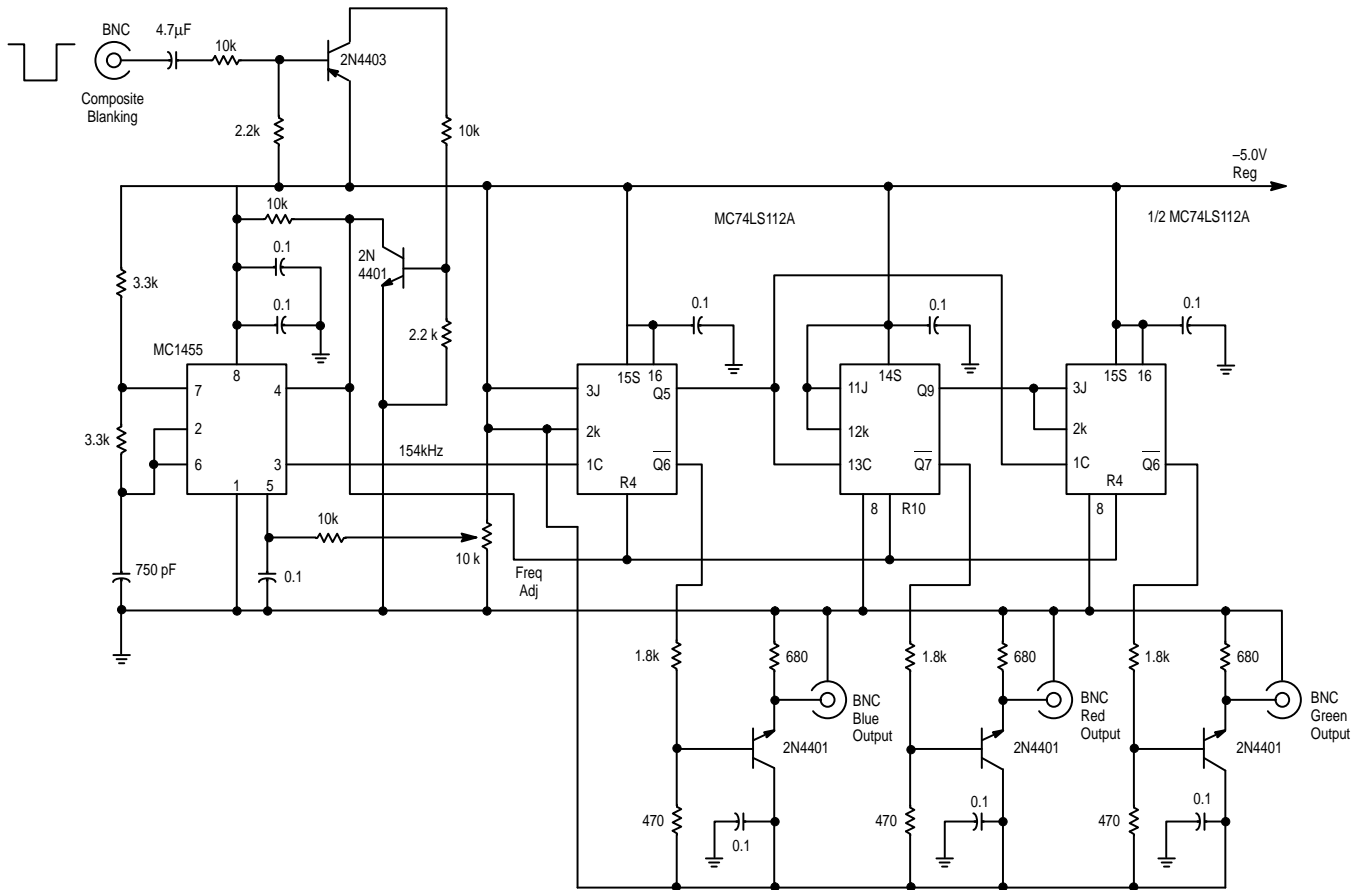 BNC
4.7μF
10k
2N4403
Composite
Blanking
2.2k
10k
–5.0V
Reg
10k
MC74LS112A
1/2 MC74LS112A
0.1
2N
4401
3.3k
0.1
0.1
0.1
0.1
2.2 k
MC1455
8
15S
16
14S
15S
16
7
4
3J
Q5
11J
Q9
3J
2
2k
12k
2k
3.3k
154kHz
6
3
1C
Q6
13C
Q7
1C
Q6
1
5
R4
R4
8
R10
8
10k
10 k
750 pF
0.1
Freq
Adj
1.8k
680
1.8k
680
1.8k
680
BNC
Blue
Output
BNC
Red
Output
BNC
Green
Output
2N4401
2N4401
2N4401
470
0.1
470
0.1
470
0.1